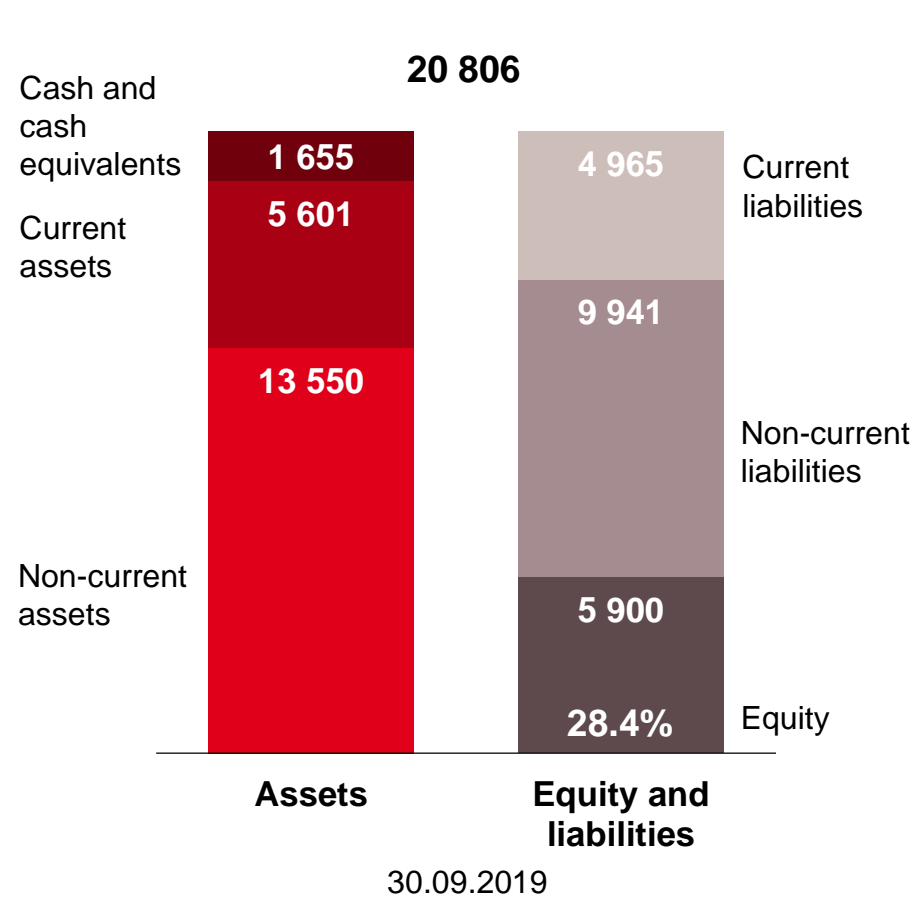 20 806
Cash and
cash
equivalents
1 655
5 601
Current
assets
13 550
Non-current
assets
4 965
Current
liabilities
9 941
Non-current
liabilities
5 900
28.4%
Equity
Assets
Equity and
liabilities
30.09.2019